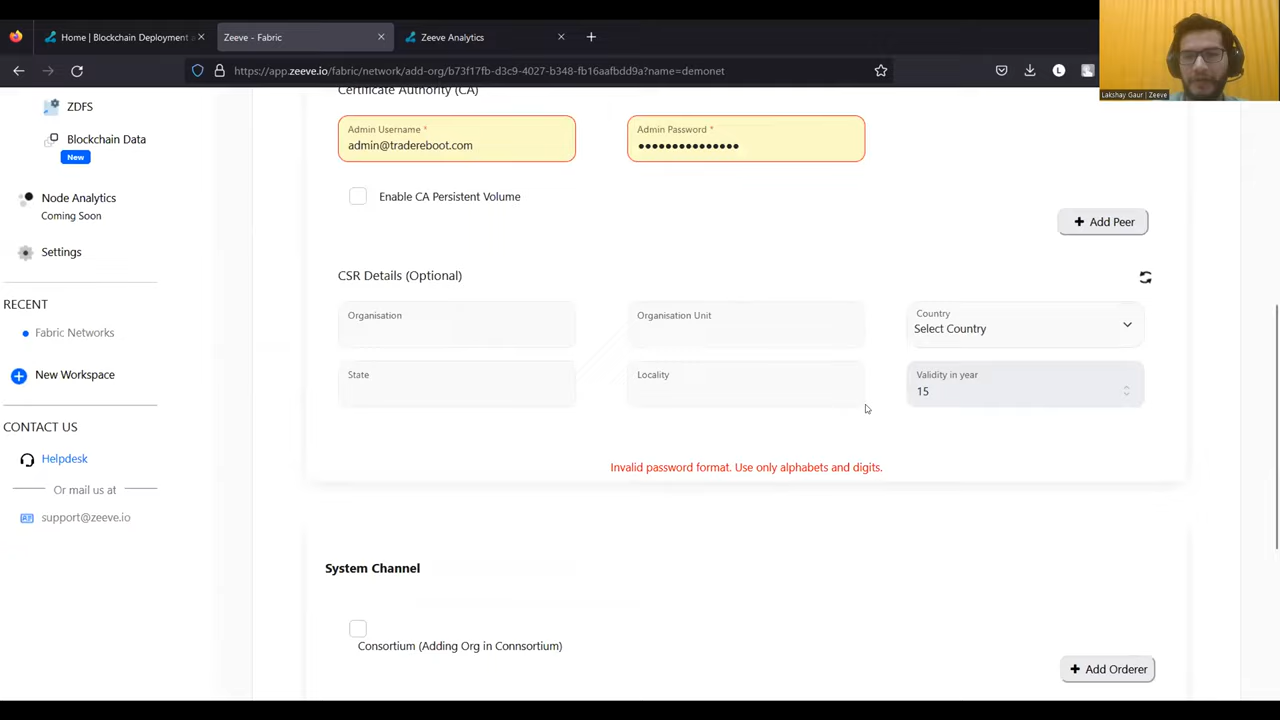 Home | Blockchain Deployment
Zeeve - Fabric
Zeeve Analytics
https://app.zeeve.io/fabric/network/add-org/b73f17fb-d3c9-4027-b348-fb16aafbdd9a?name=demonet
L
Lakshay Gaur | Zeeve
ZDFS
Blockchain Data
New
Node Analytics
Coming Soon
Settings
RECENT
Fabric Networks
New Workspace
CONTACT US
Helpdesk
Or mail us at
support@zeeve.io
Certificate Authority (CA)
Admin Username *
admin@tradereboot.com
Admin Password *
•••••••••••••••
Enable CA Persistent Volume
Add Peer
CSR Details (Optional)
Organisation
Organisation Unit
Country
Select Country
State
Locality
Validity in year
15
Invalid password format. Use only alphabets and digits.
System Channel
Consortium (Adding Org in Connsortium)
Add Orderer